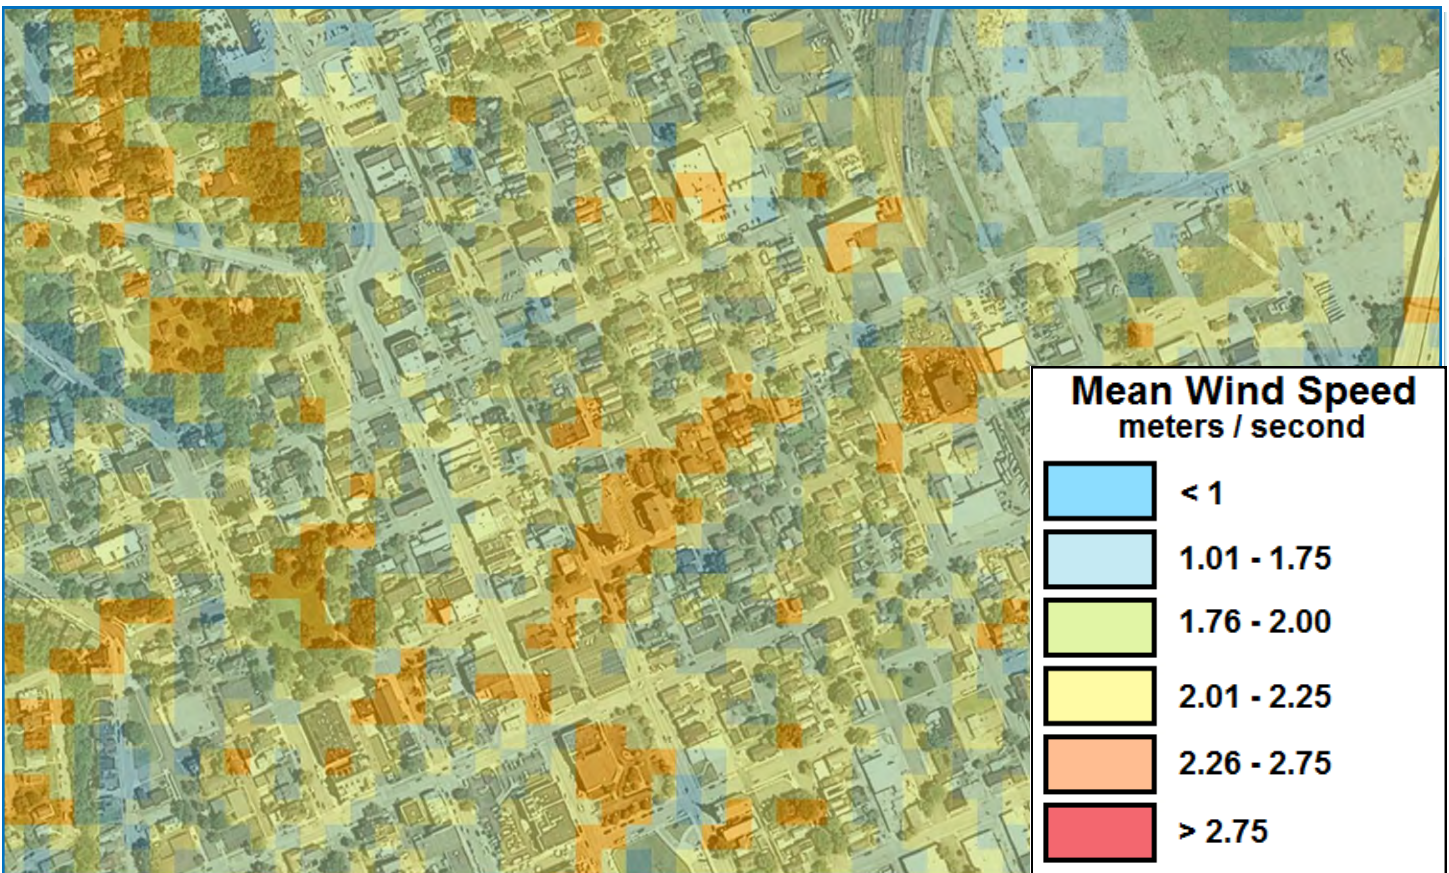 Mean Wind Speed
meters / second
< 1
1.01 - 1.75
1.76 - 2.00
2.01 - 2.25
2.26 - 2.75
> 2.75